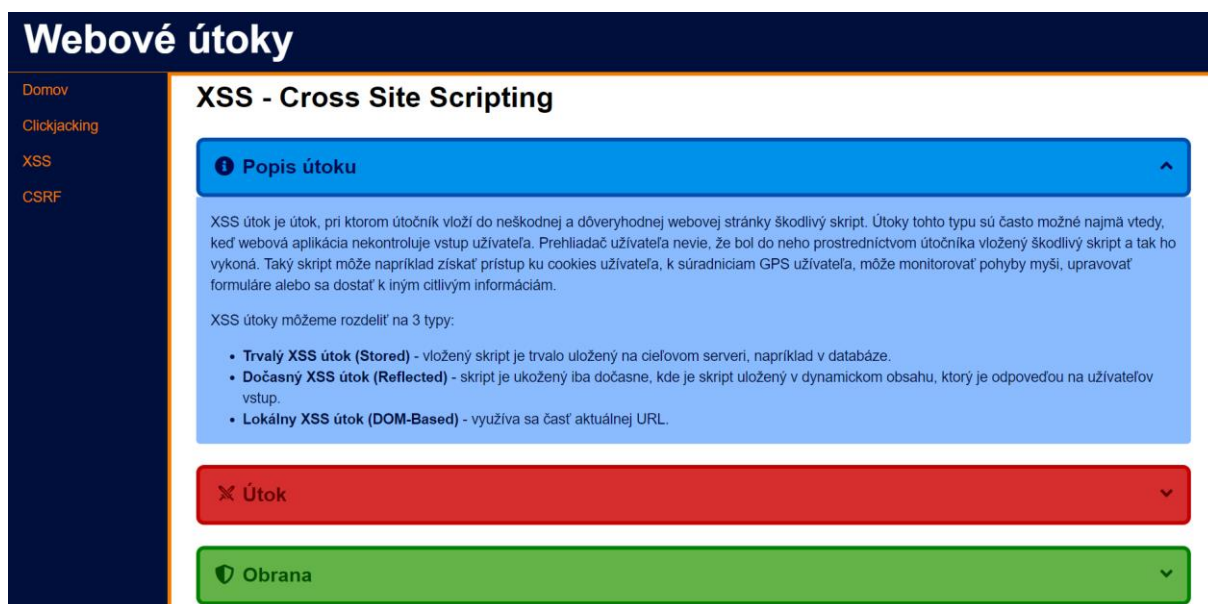 Webové útoky
Domov
Clickjacking
XSS
CSRF
XSS - Cross Site Scripting
Popis útoku
XSS útok je útok, pri ktorom útočník vloží do neškodnej a dôveryhodnej webovej stránky škodlivý skript. Útoky tohto typu sú často možné najmä vtedy,
keď webová aplikácia nekontroluje vstup užívateľa. Prehliadač užívateľa nevie, že bol do neho prostredníctvom útočníka vložený škodlivý skript a tak ho
vykoná. Taký skript môže napríklad získať prístup ku cookies užívateľa, k súradniciam GPS užívateľa, môže monitorovať pohyby myši, upravovať
formuláre alebo sa dostať k iným citlivým informáciám.
XSS útoky môžeme rozdeliť na 3 typy:
• Trvalý XSS útok (Stored) - vložený skript je trvalo uložený na cieľovom serveri, napríklad v databáze.
• Dočasný XSS útok (Reflected) - skript je ukožený iba dočasne, kde je skript uložený v dynamickom obsahu, ktorý je odpoveďou na užívateľov
vstup.
• Lokálny XSS útok (DOM-Based) - využíva sa časť aktuálnej URL.
Útok
Obrana